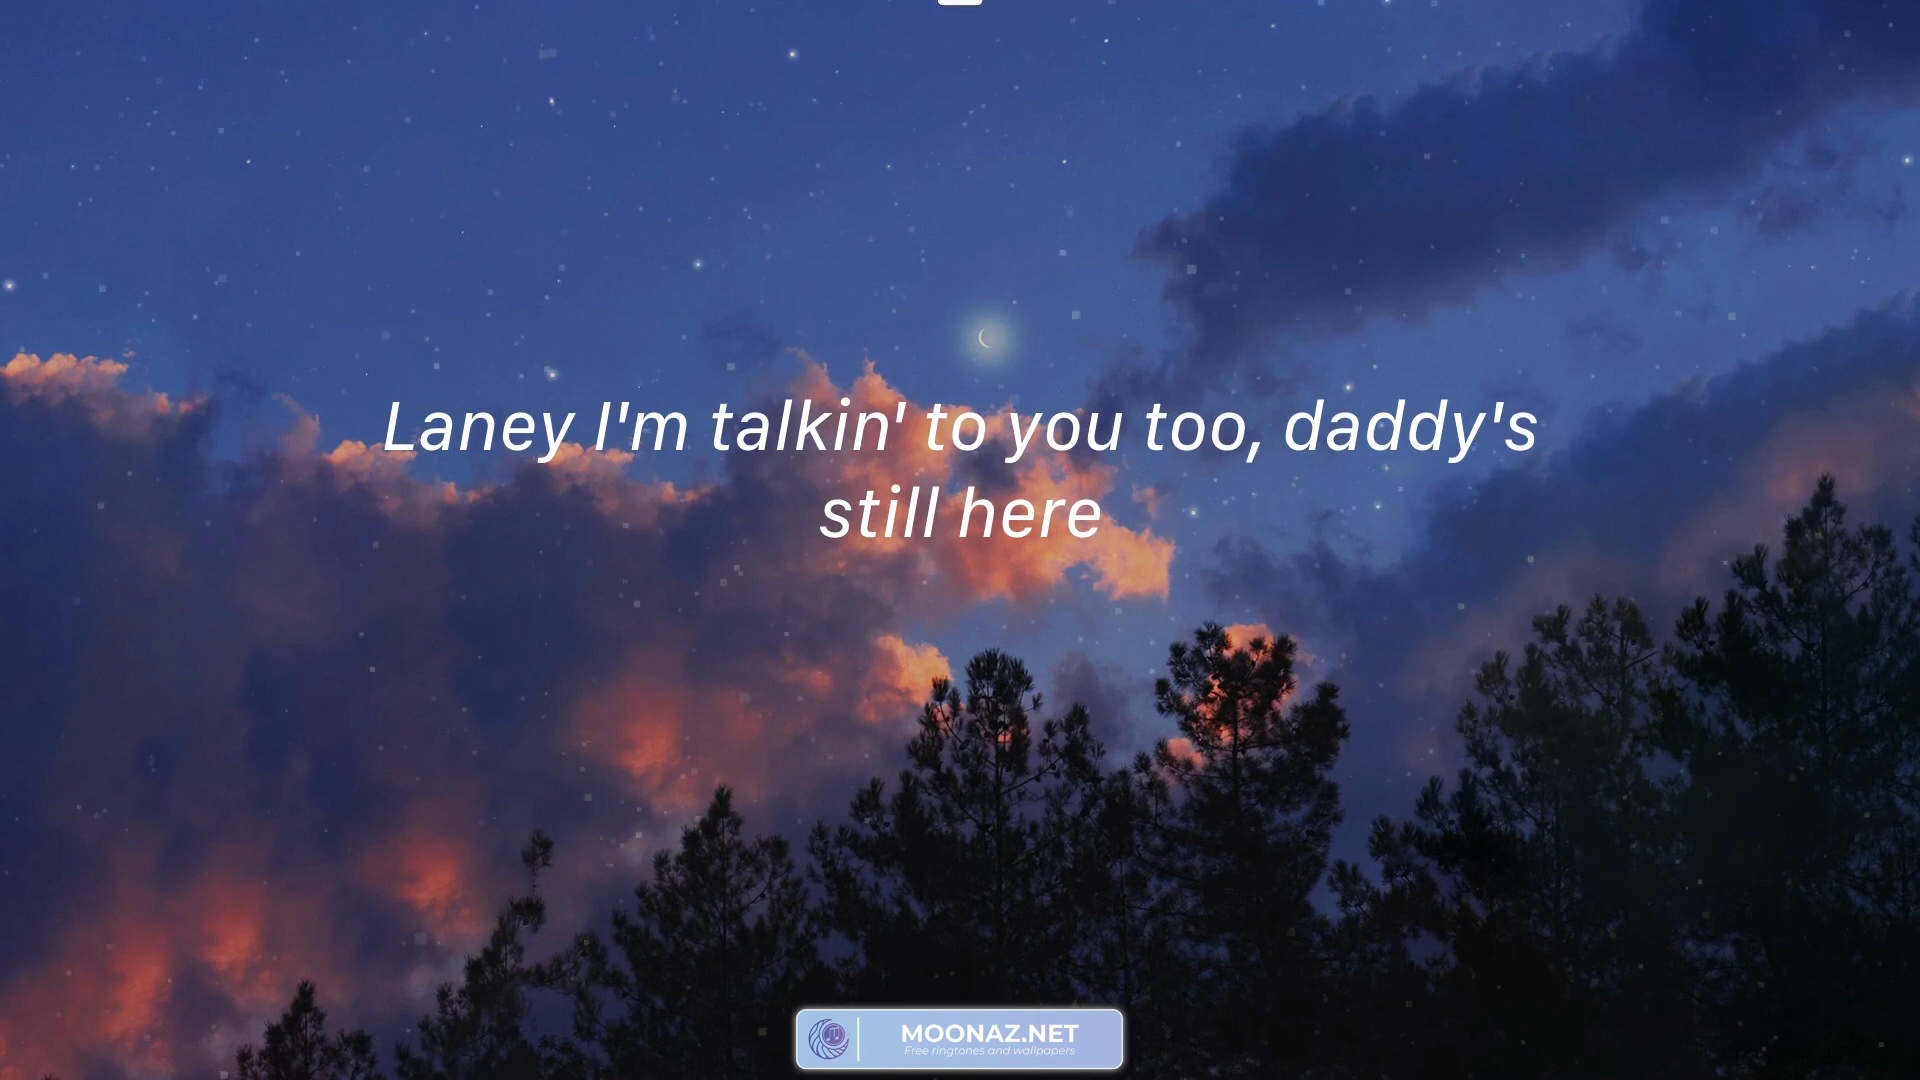 Laney I'm talkin' to you too, daddy's
still here
MOONAZ.NET
Free ringtones and wallpapers